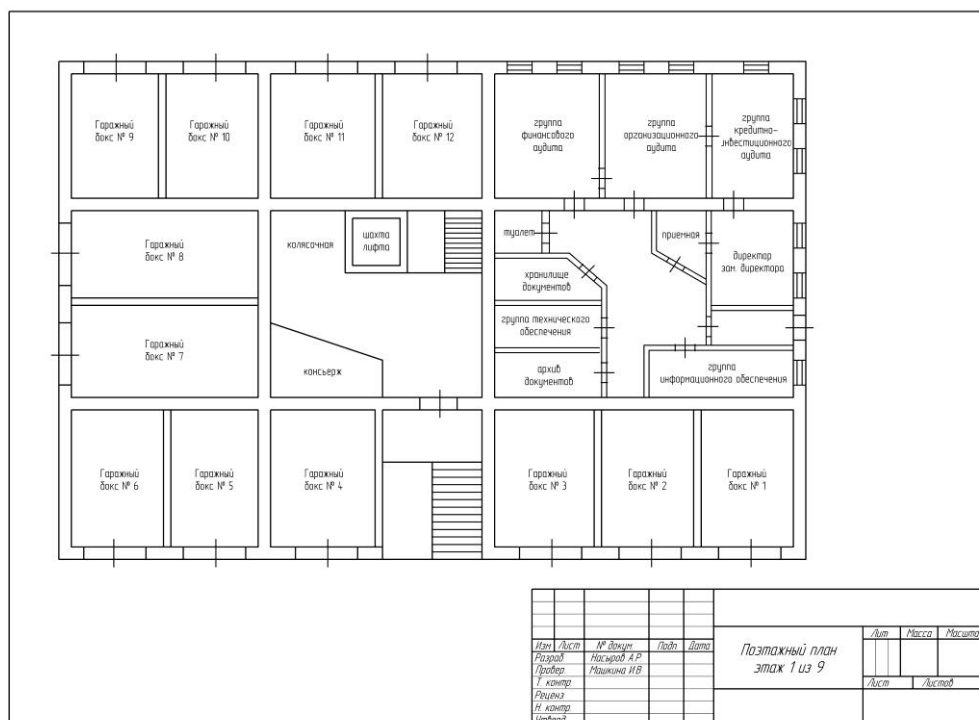 Гаражный
бокс № 9
Гаражный
бокс № 10
Гаражный
бокс № 11
Гаражный
бокс № 12
группа
финансового
аудита
группа
организационного
аудита
группа
кредитно-
инвестиционного
аудита
Гаражный
бокс № 8
колясочная
шахта
лифта
туалет
приемная
директор
зам. директора
хранилище
документов
группа технического
обеспечения
Гаражный
бокс № 7
консьерж
архив
документов
группа
информационного обеспечения
Гаражный
бокс № 6
Гаражный
бокс № 5
Гаражный
бокс № 4
Гаражный
бокс № 3
Гаражный
бокс № 2
Гаражный
бокс № 1
Изм Лист № докум. Подп Дата
Разраб Насыров А.Р
Провер. Машкина И.В
Т. контр.
Реценз
Н. контр.
Утверд
Поэтажный план
этаж 1 из 9
Лит Масса
Лист Листов